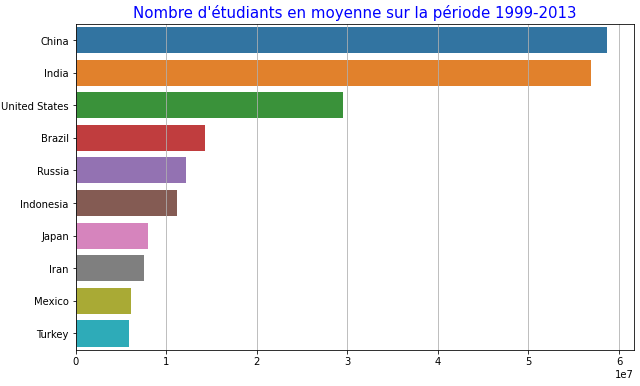 Nombre d'étudiants en moyenne sur la période 1999-2013
China
India
United States
Brazil
Russia
Indonesia
Japan
Iran
Mexico
Turkey
0 1 2 3 4 5 6
1e7